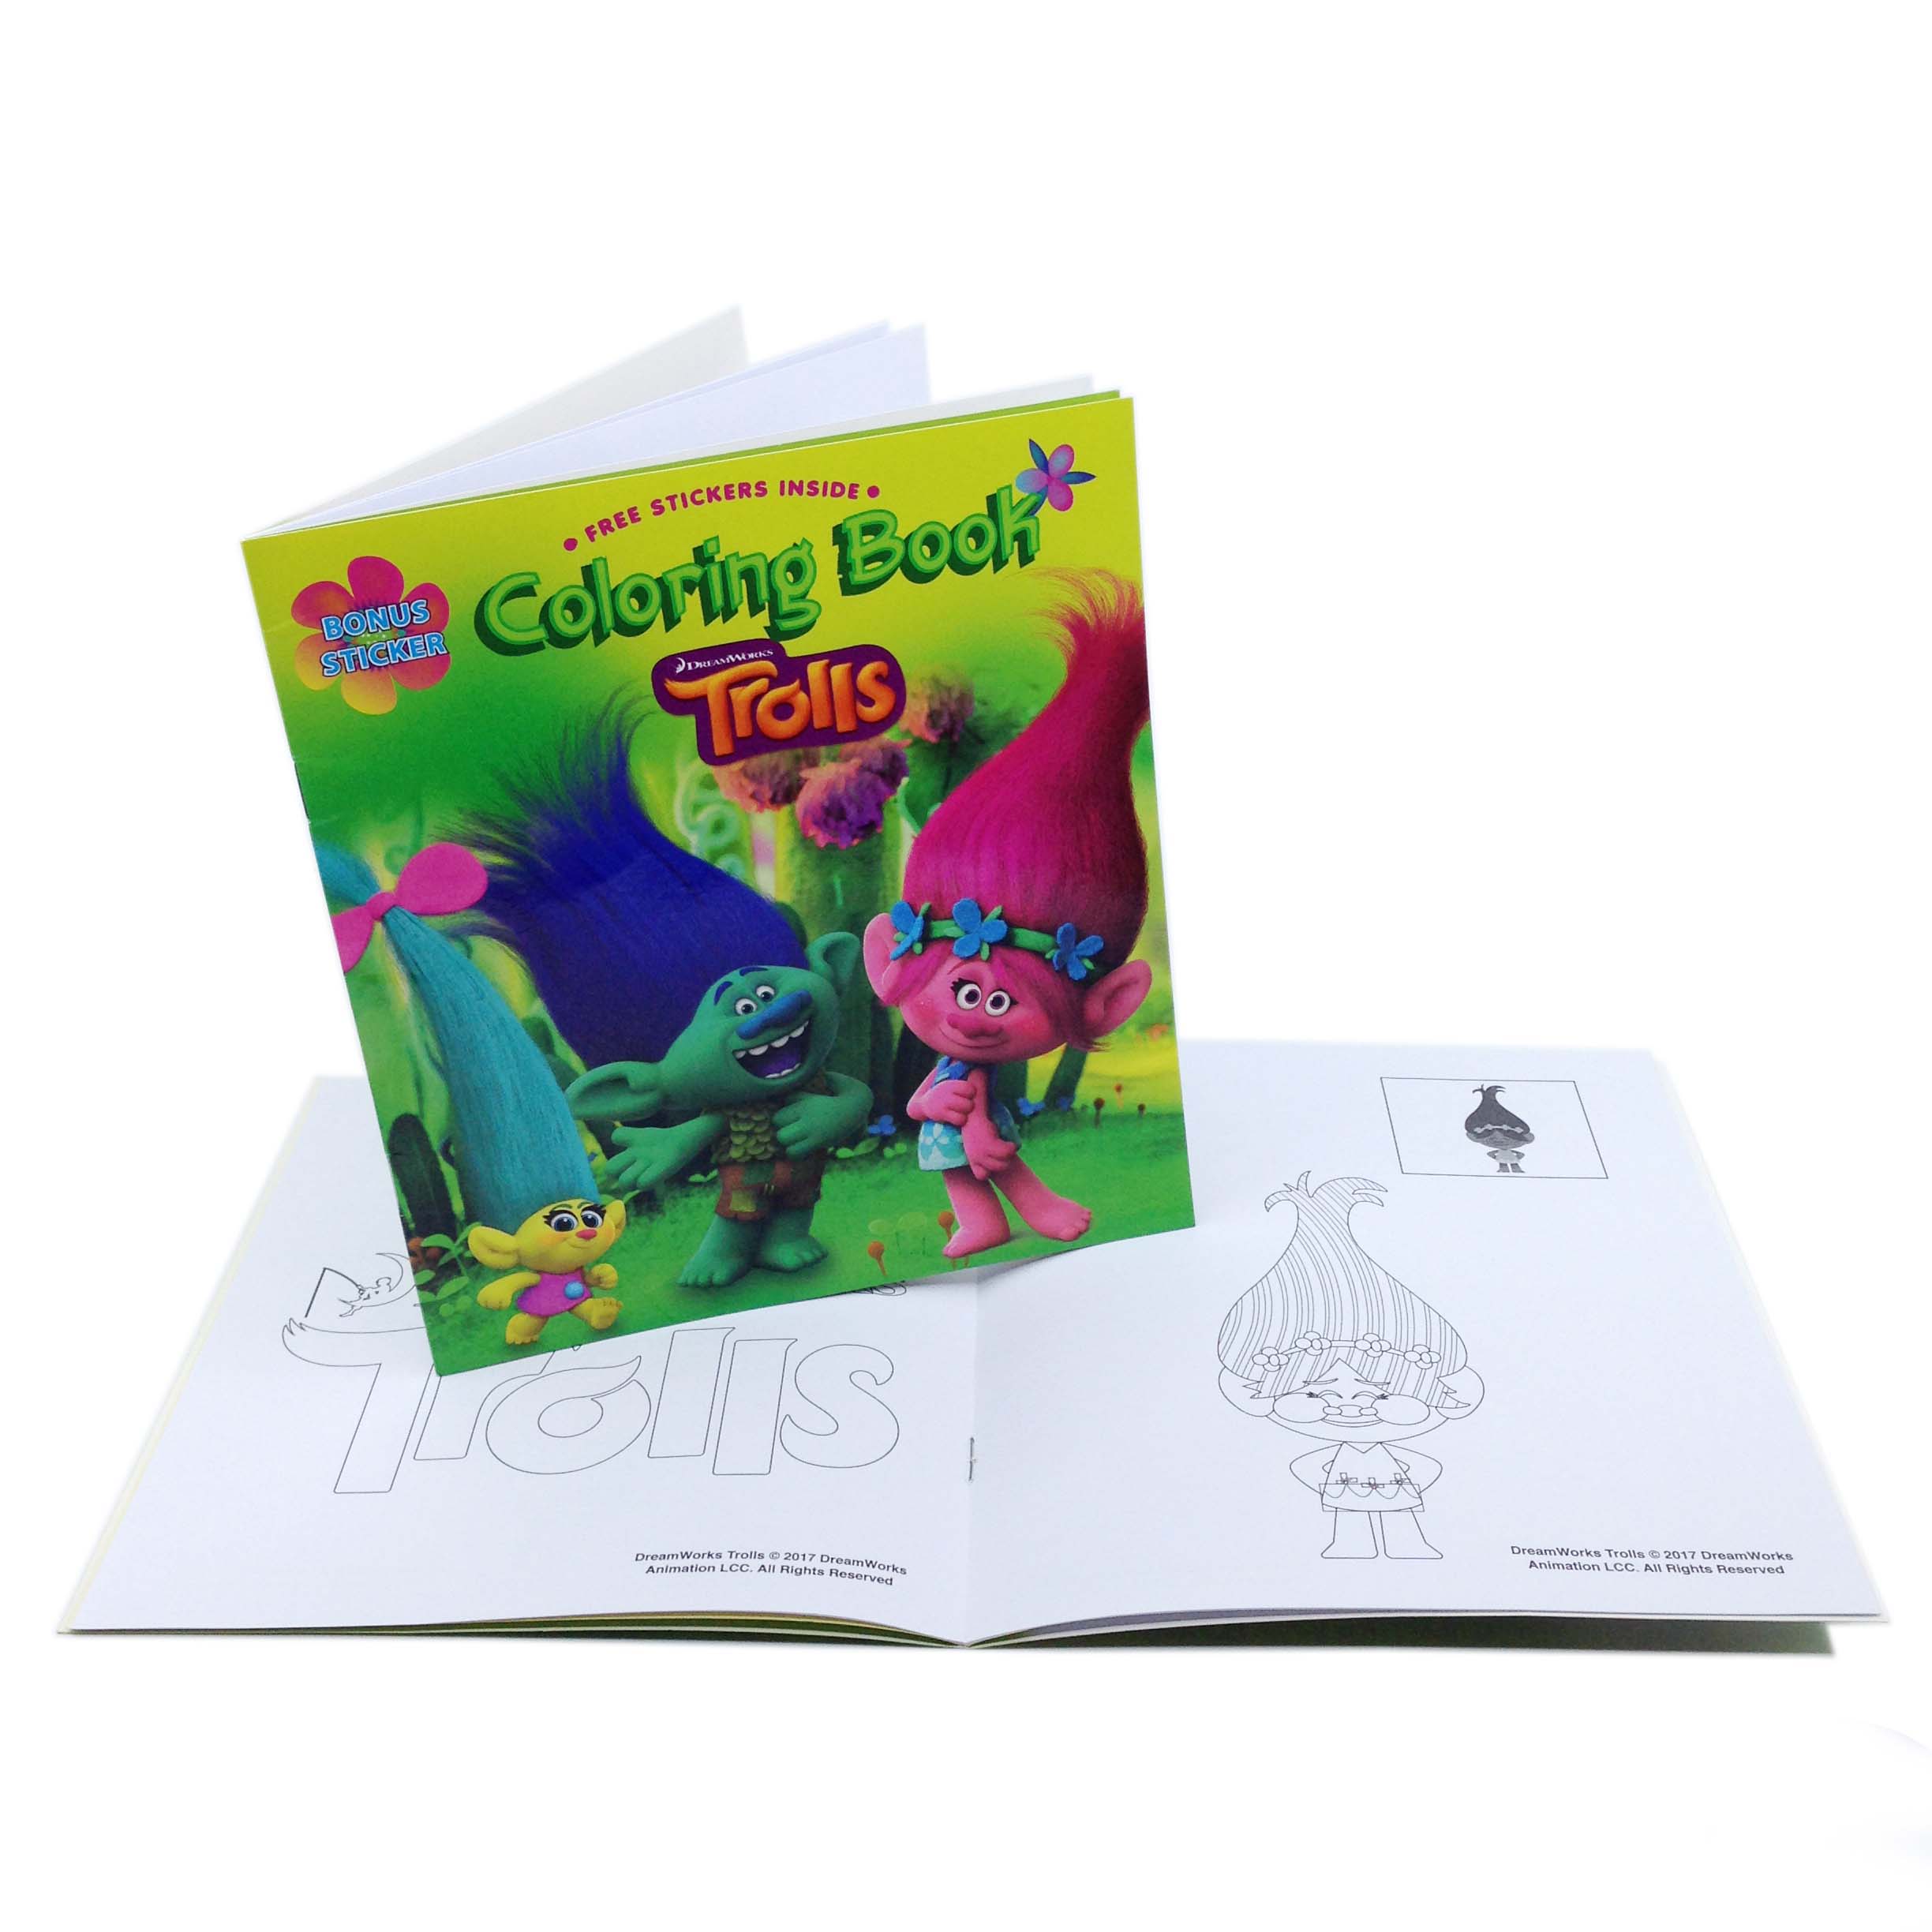 • FREE STICKERS INSIDE •
Coloring Book
BONUS
STICKER
DREAMWORKS
Trolls
Trolls
DreamWorks Trolls © 2017 DreamWorks
Animation LCC. All Rights Reserved
DreamWorks Trolls © 2017 DreamWorks
Animation LCC. All Rights Reserved